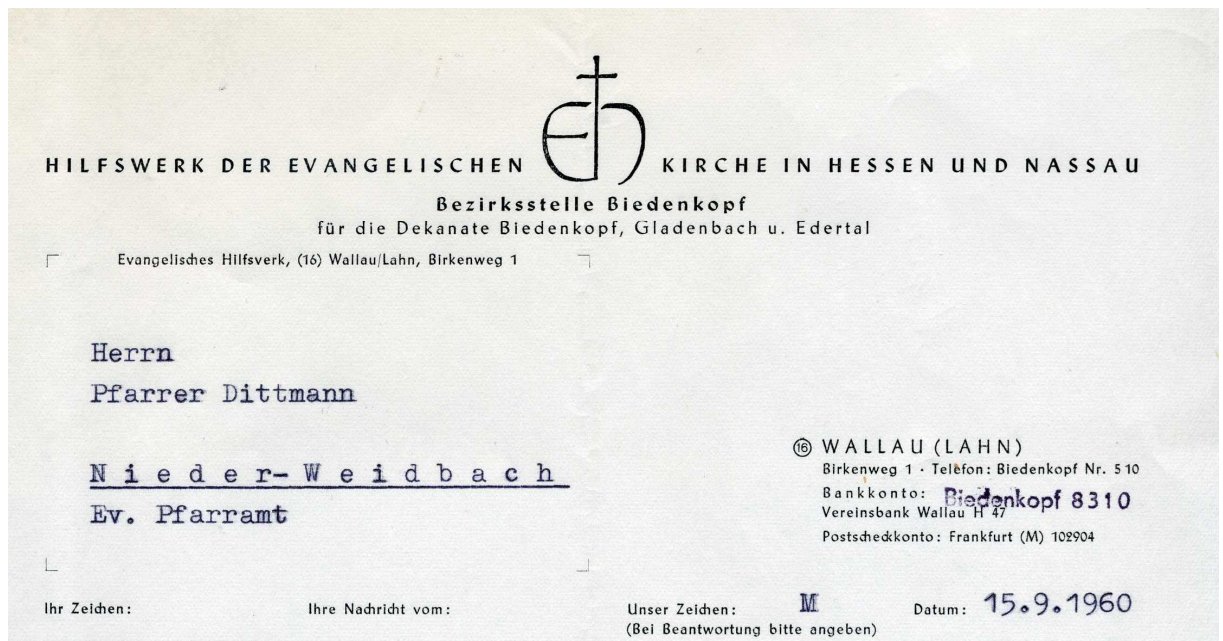 HILFSWERK DER EVANGELISCHEN KIRCHE IN HESSEN UND NASSAU
Bezirksstelle Biedenkopf
für die Dekanate Biedenkopf, Gladenbach u. Edertal
Evangelisches Hilfsverk, (16) Wallau/Lahn, Birkenweg 1
Herrn
Pfarrer Dittmann
Nieder-Weidbach
Ev. Pfarramt
(16) WALLAU (LAHN)
Birkenweg 1 · Telefon: Biedenkopf Nr. 510
Bankkonto: Biedenkopf 8310
Vereinsbank Wallau H 47
Postscheckkonto: Frankfurt (M) 102904
Ihr Zeichen: Ihre Nachricht vom: Unser Zeichen: M Datum: 15.9.1960
(Bei Beantwortung bitte angeben)